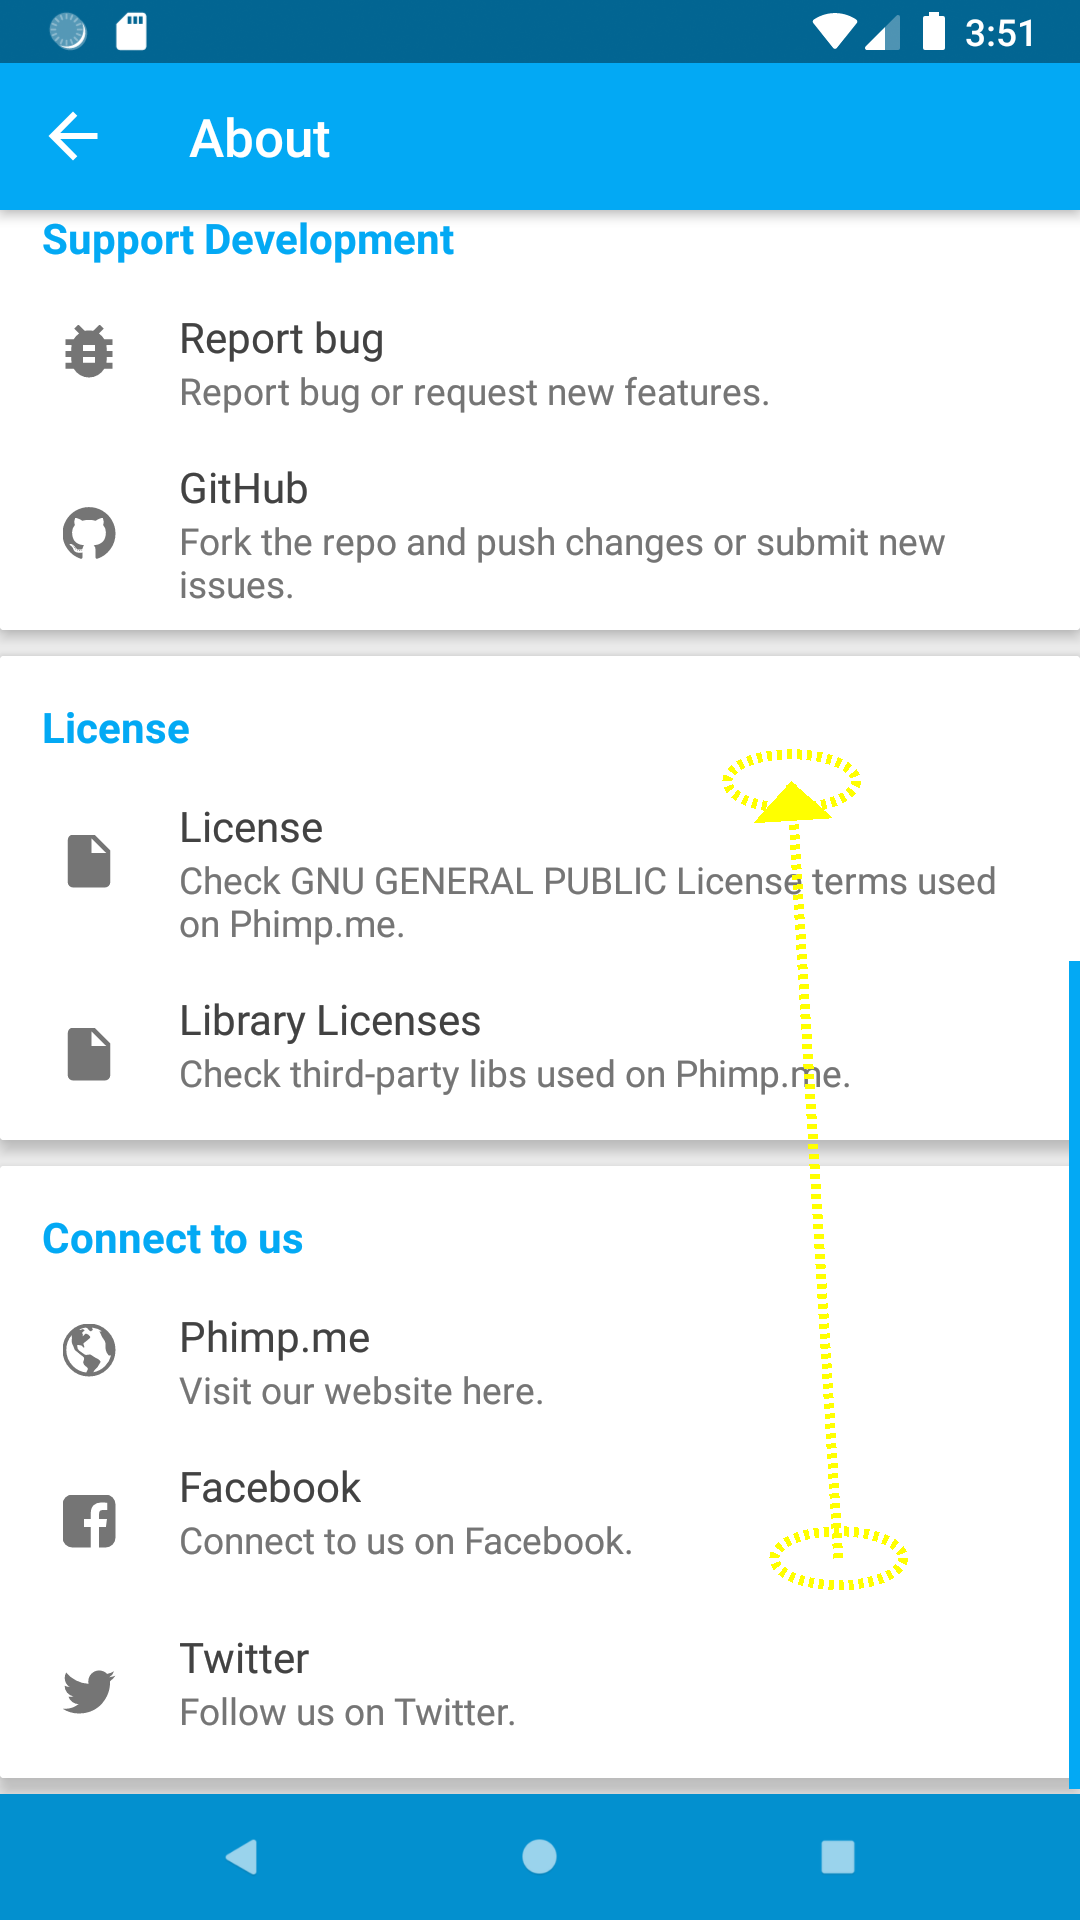 3:51
About
Support Development
Report bug
Report bug or request new features.
GitHub
Fork the repo and push changes or submit new
issues.
License
License
Check GNU GENERAL PUBLIC License terms used
on Phimp.me.
Library Licenses
Check third-party libs used on Phimp.me.
Connect to us
Phimp.me
Visit our website here.
Facebook
Connect to us on Facebook.
Twitter
Follow us on Twitter.